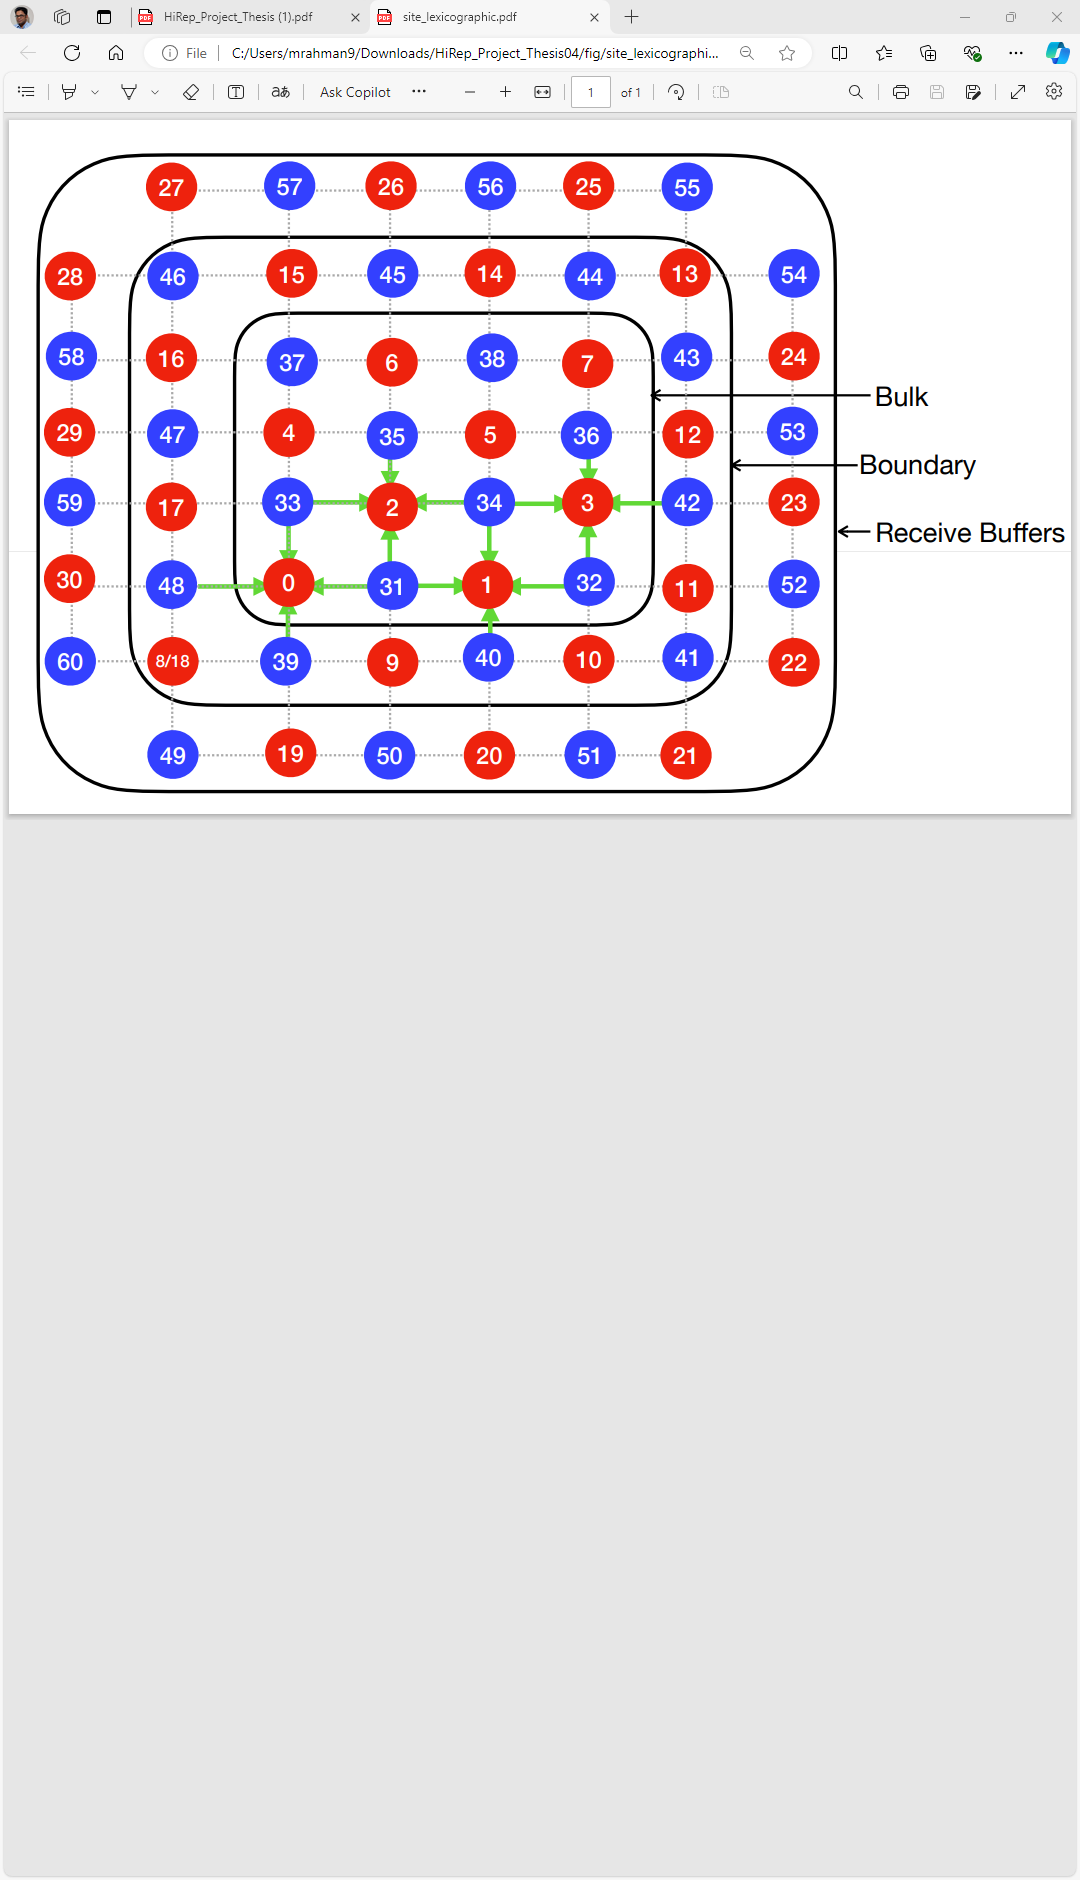 HiRep_Project_Thesis (1).pdf
site_lexicographic.pdf
File
C:/Users/mrahman9/Downloads/HiRep_Project_Thesis04/fig/site_lexicographi...
Ask Copilot
1 of 1
27 57 26 56 25 55
28 46 15 45 14 44 13 54
58 16 37 6 38 7 43 24
Bulk
29 47 4 35 5 36 12 53
Boundary
59 17 33 2 34 3 42 23
Receive Buffers
30 48 0 31 1 32 11 52
60 8/18 39 9 40 10 41 22
49 19 50 20 51 21